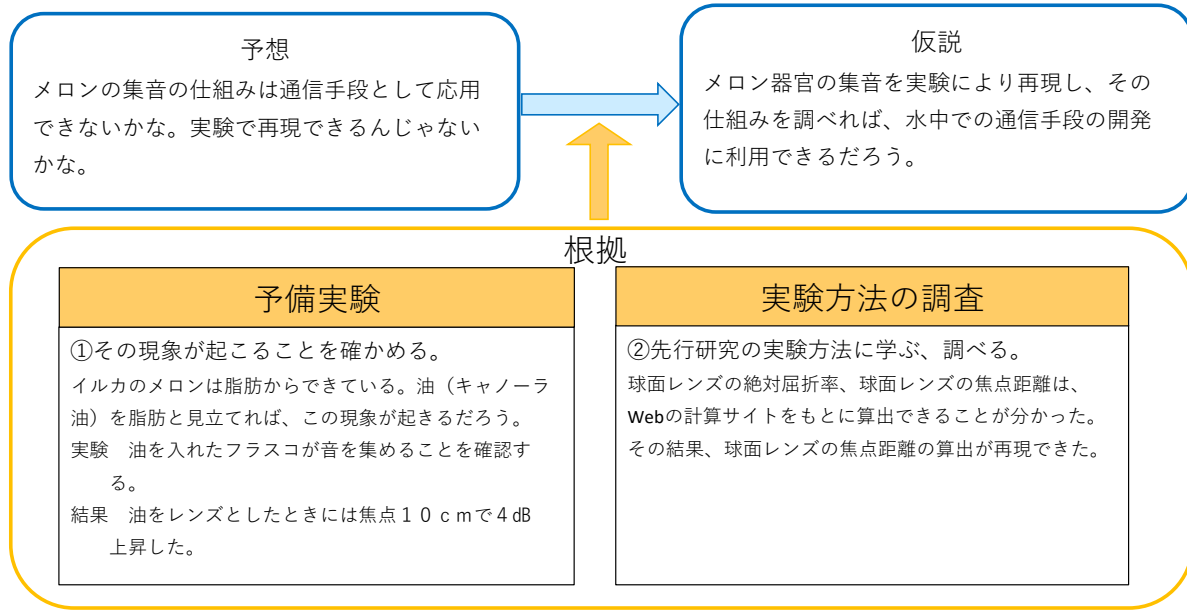 予想
メロンの集音の仕組みは通信手段として応用
できないかな。実験で再現できるんじゃない
かな。
仮説
メロン器官の集音を実験により再現し、その
仕組みを調べれば、水中での通信手段の開発
に利用できるだろう。
根拠
予備実験
①その現象が起こることを確かめる。
イルカのメロンは脂肪からできている。油（キャノーラ
油）を脂肪と見立てれば、この現象が起きるだろう。
実験　油を入れたフラスコが音を集めることを確認す
る。
結果　油をレンズとしたときには焦点１０ｃｍで４㏈
上昇した。
実験方法の調査
②先行研究の実験方法に学ぶ、調べる。
球面レンズの絶対屈折率、球面レンズの焦点距離は、
Webの計算サイトをもとに算出できることが分かった。
その結果、球面レンズの焦点距離の算出が再現できた。